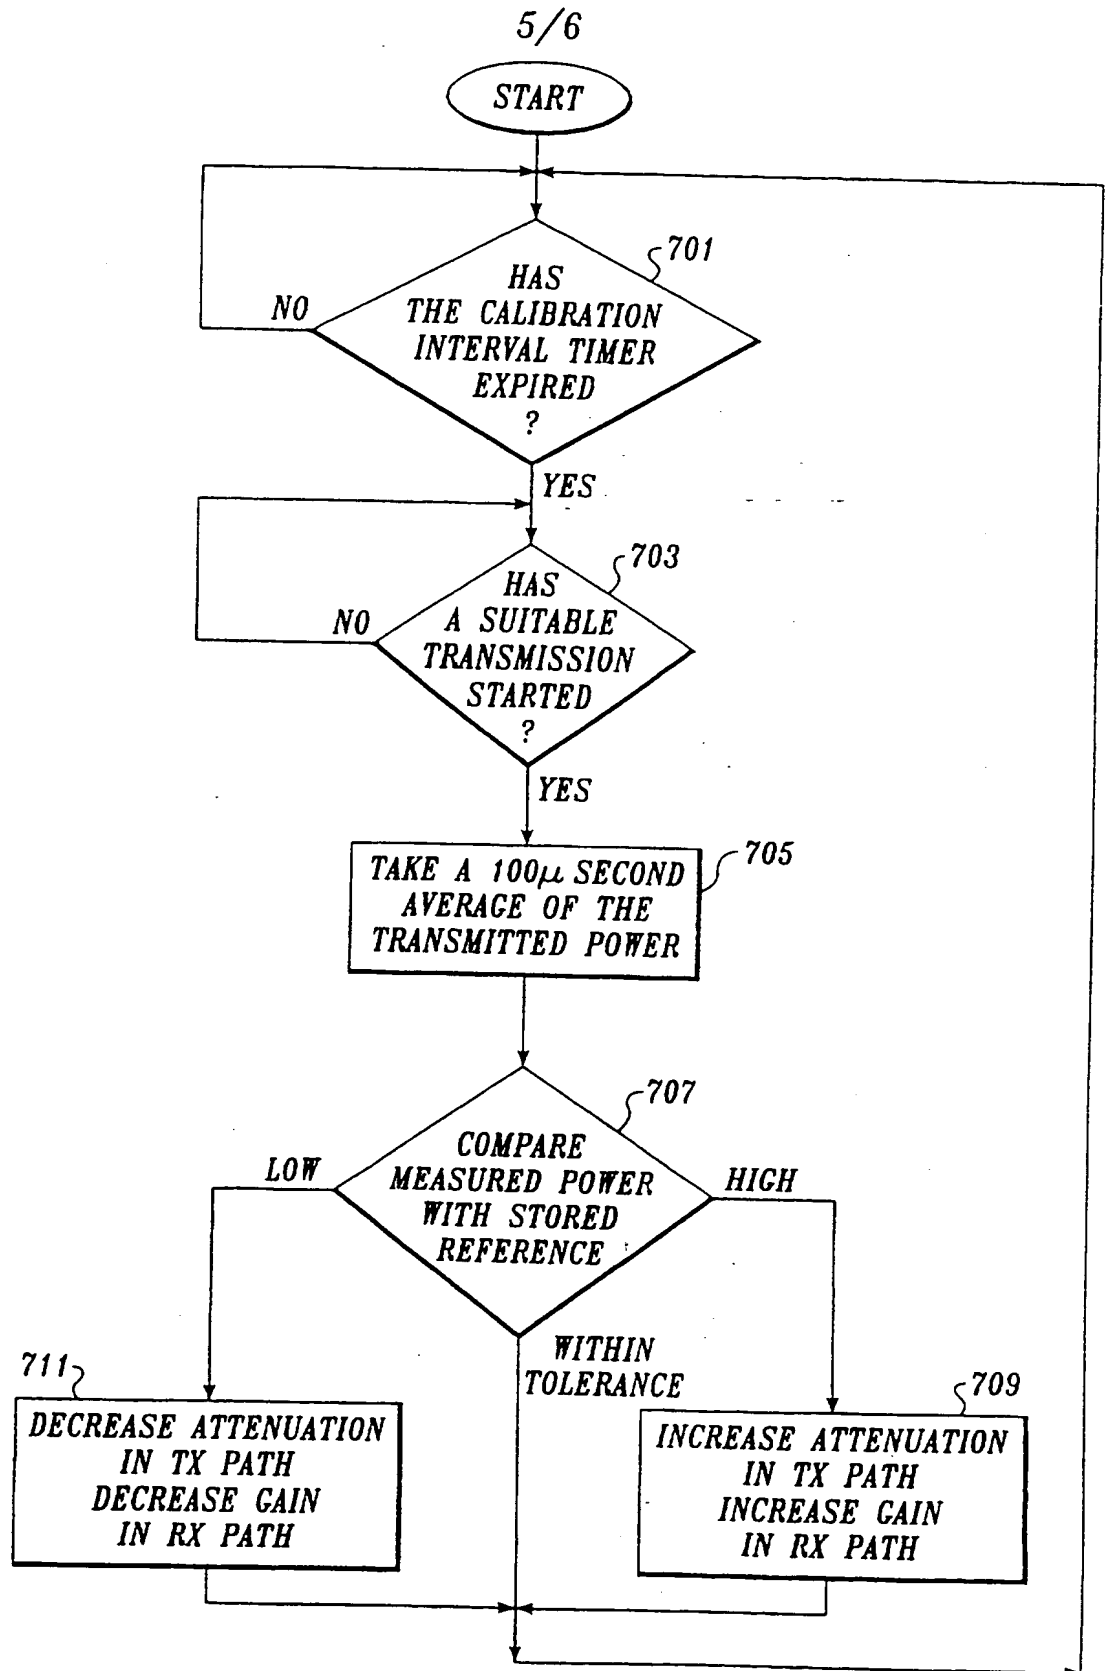 5/6
START
701
HAS
THE CALIBRATION
INTERVAL TIMER
EXPIRED
?
NO
YES
703
HAS
A SUITABLE
TRANSMISSION
STARTED
?
NO
YES
705
TAKE A 100μ SECOND
AVERAGE OF THE
TRANSMITTED POWER
707
COMPARE
MEASURED POWER
WITH STORED
REFERENCE
LOW
HIGH
WITHIN
TOLERANCE
711
DECREASE ATTENUATION
IN TX PATH
DECREASE GAIN
IN RX PATH
709
INCREASE ATTENUATION
IN TX PATH
INCREASE GAIN
IN RX PATH